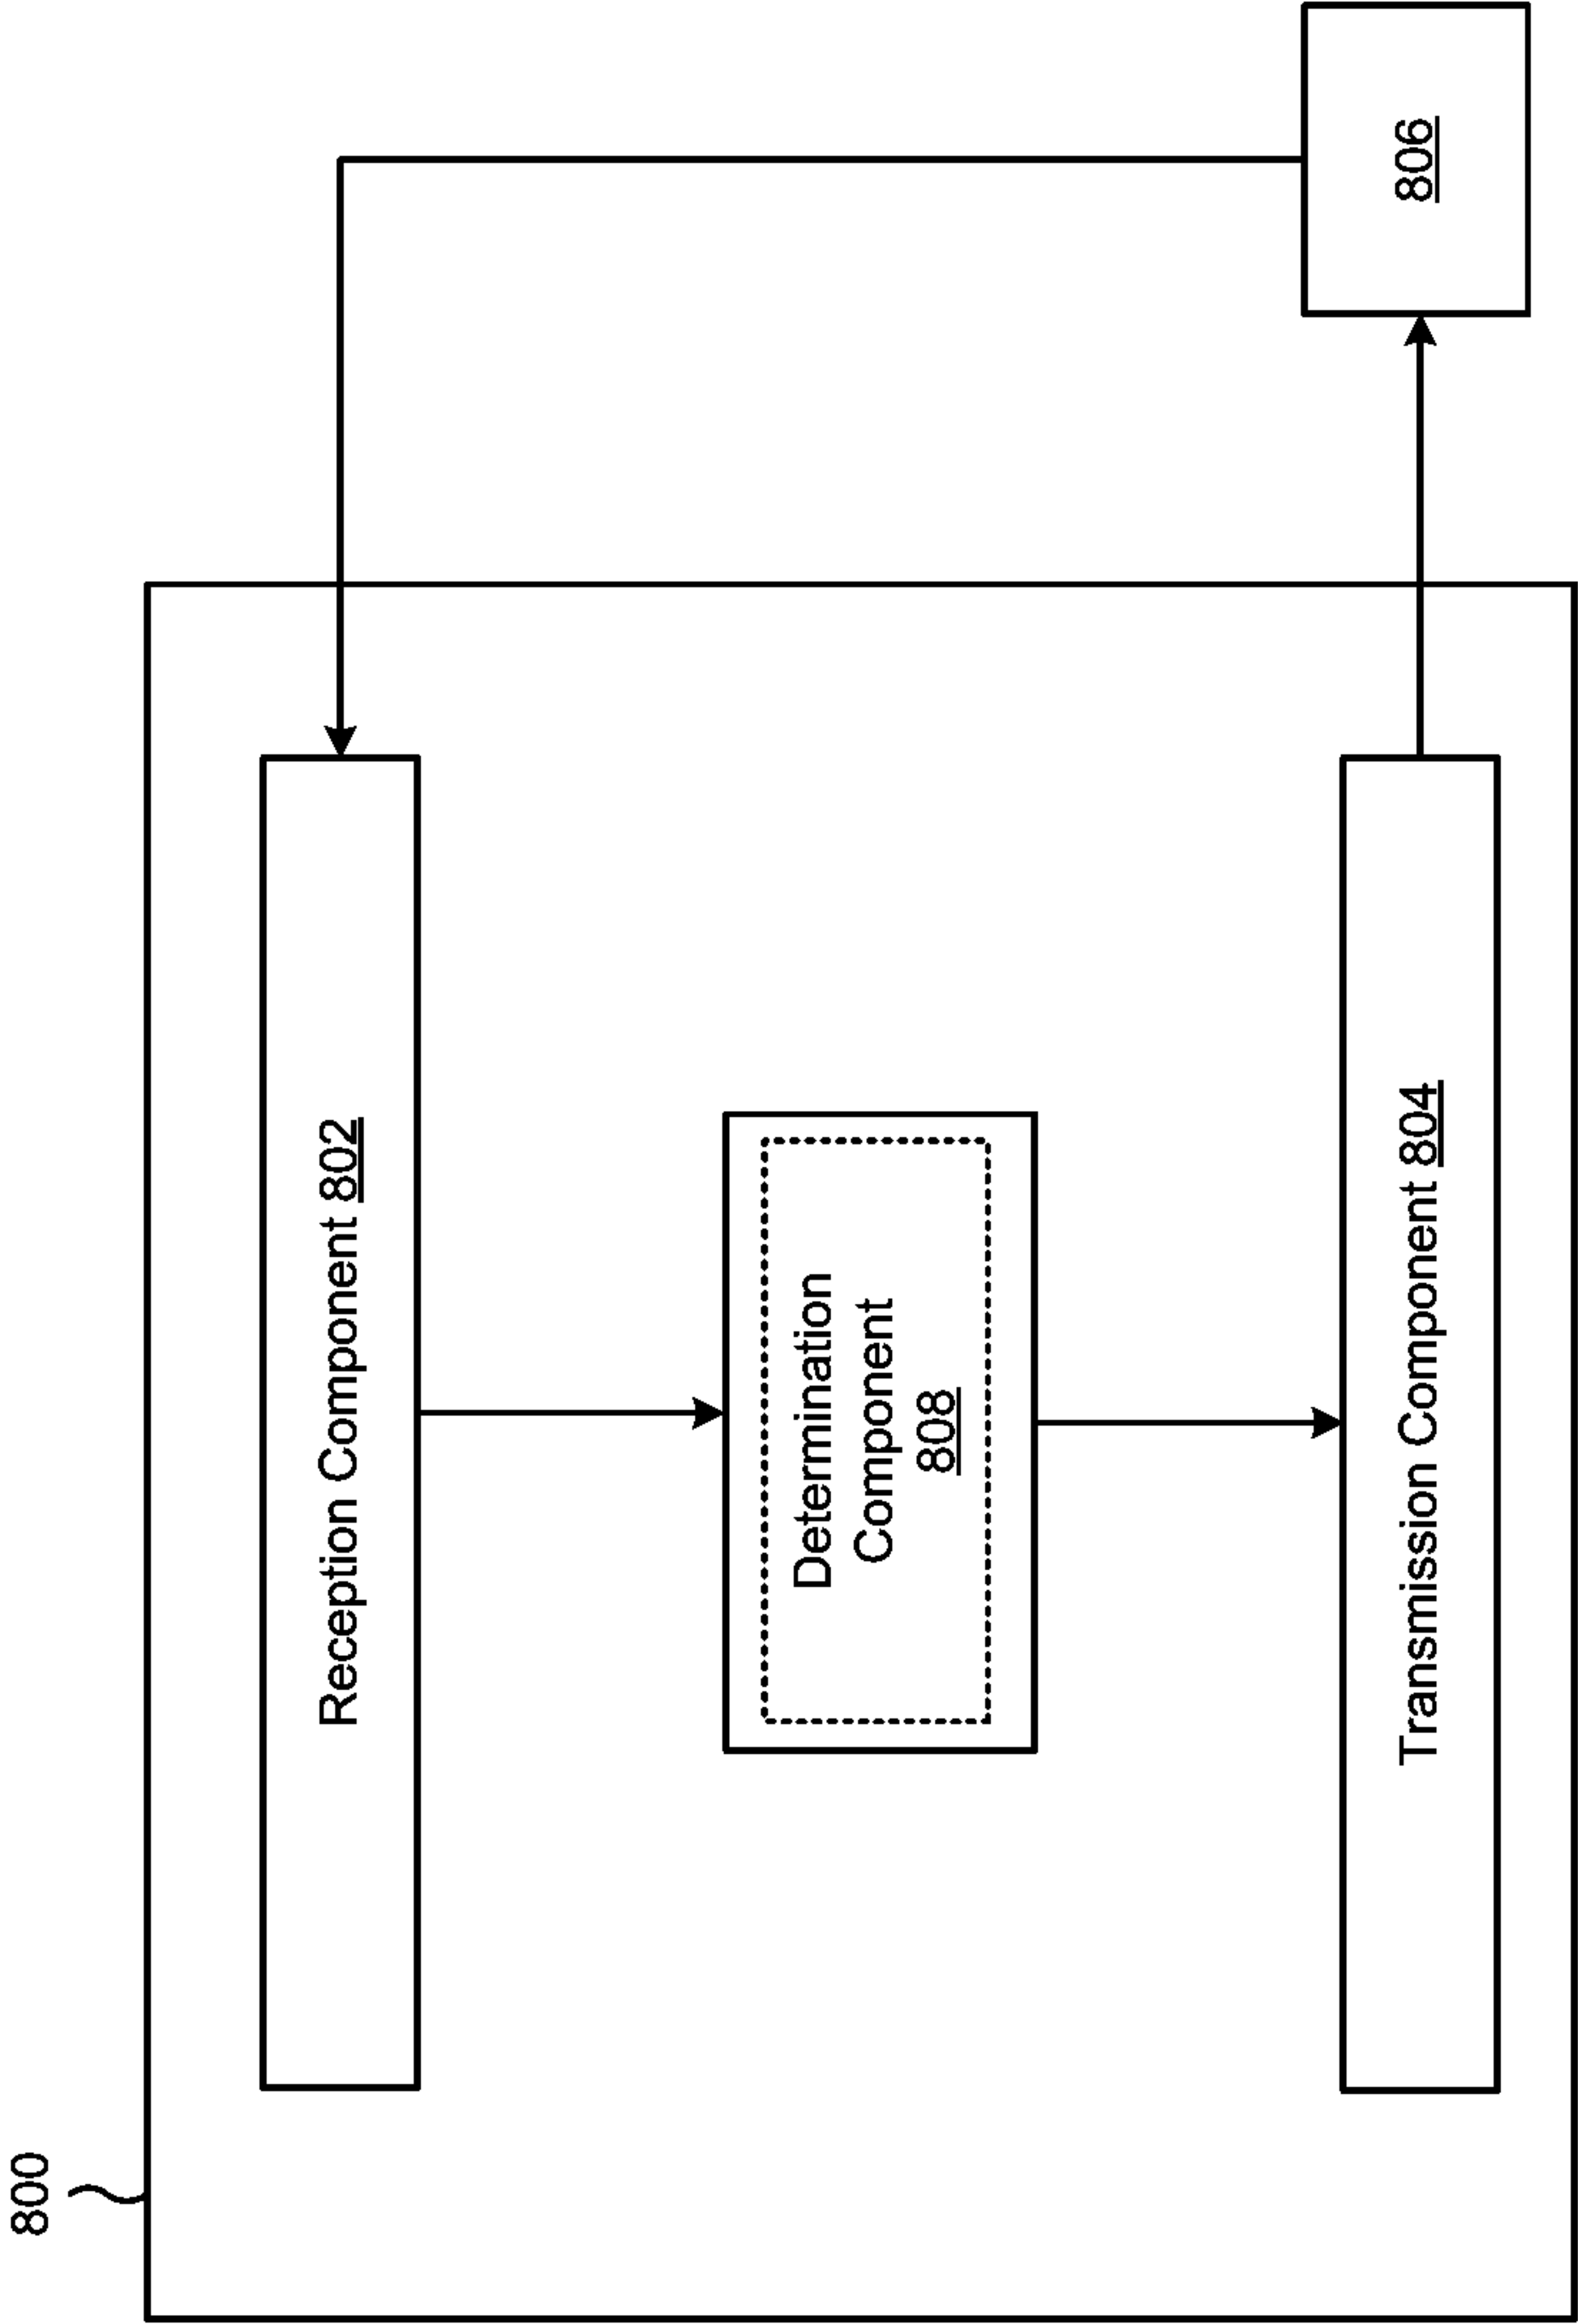 800
Reception Component 802
Determination
Component
808
Transmission Component 804
806